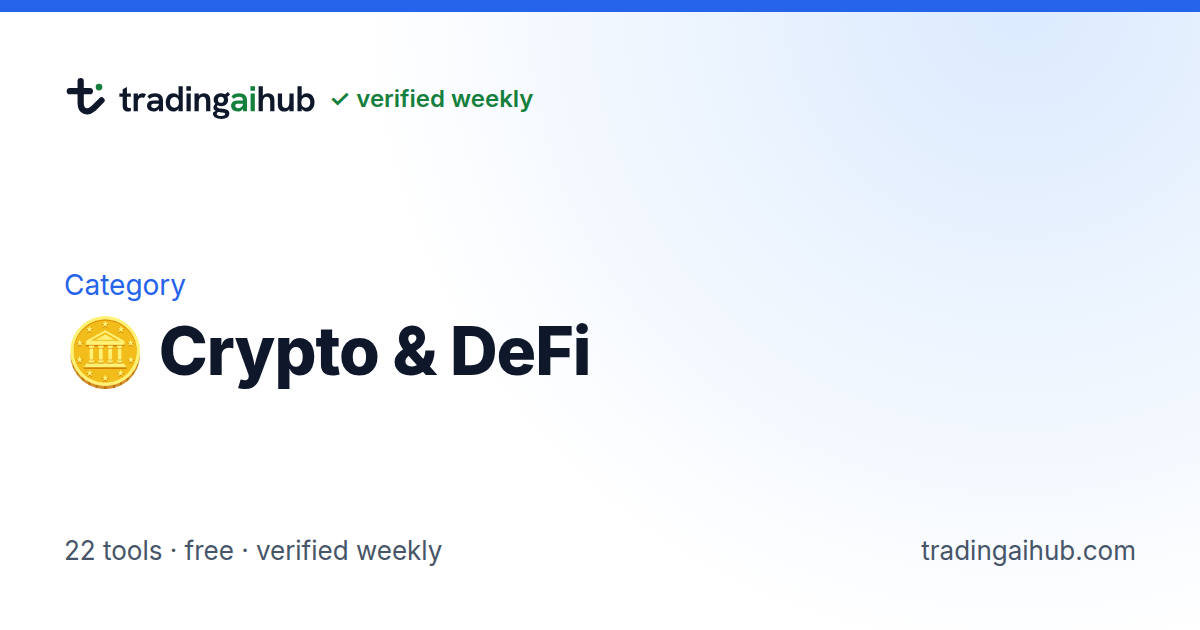 tradingaihub ✓ verified weekly
Category
Crypto & DeFi
22 tools · free · verified weekly
tradingaihub.com